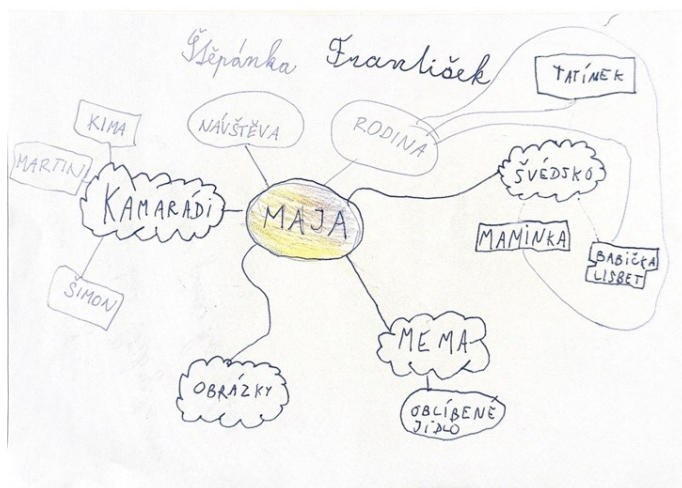 Štěpánka František
TATÍNEK
KIMA
NÁVŠTĚVA
RODINA
MARTIN
ŠVÉDSKO
KAMARÁDI
MAJA
MAMINKA
BABIČKA
LISBET
ŠIMON
MEMA
OBRÁZKY
OBLÍBENÉ
JÍDLO